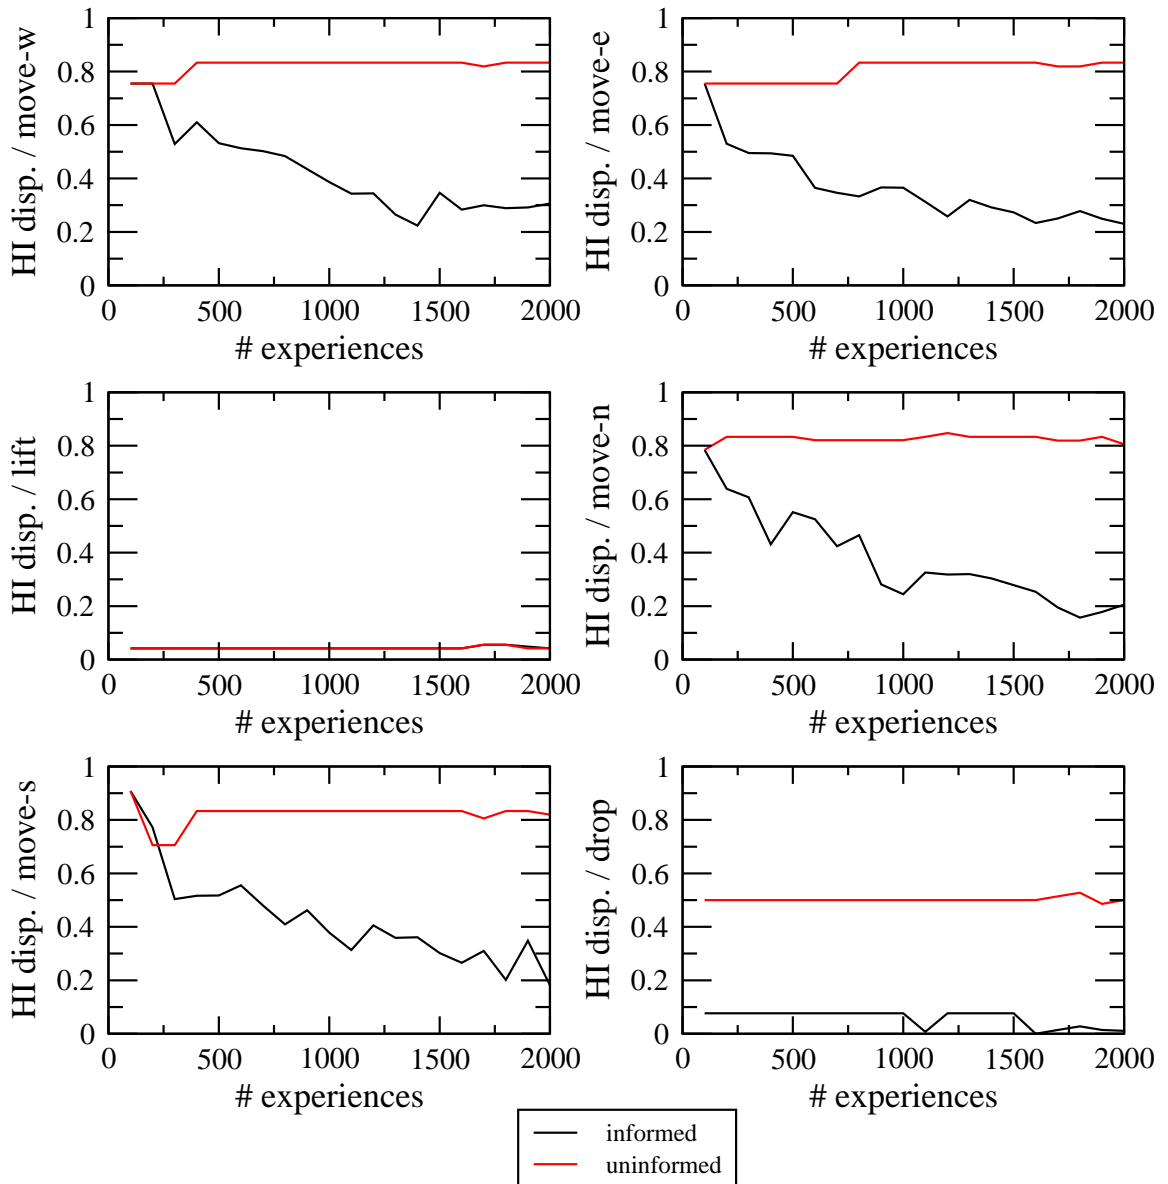 1
0.8
0.6
0.4
0.2
0
HI disp. / move-w
0 500 1000 1500 2000
# experiences
1
0.8
0.6
0.4
0.2
0
HI disp. / move-e
0 500 1000 1500 2000
# experiences
1
0.8
0.6
0.4
0.2
0
HI disp. / lift
0 500 1000 1500 2000
# experiences
1
0.8
0.6
0.4
0.2
0
HI disp. / move-n
0 500 1000 1500 2000
# experiences
1
0.8
0.6
0.4
0.2
0
HI disp. / move-s
0 500 1000 1500 2000
# experiences
1
0.8
0.6
0.4
0.2
0
HI disp. / drop
0 500 1000 1500 2000
# experiences
informed
uninformed